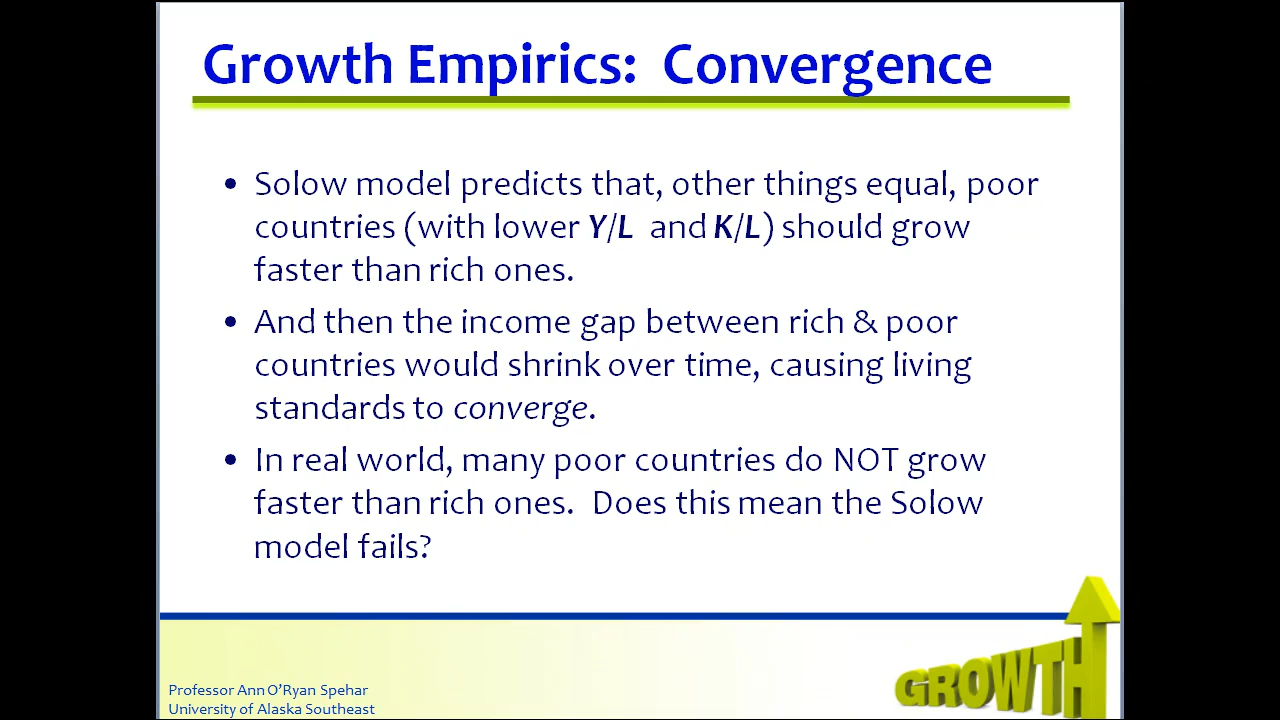 Growth Empirics: Convergence
• Solow model predicts that, other things equal, poor
countries (with lower Y/L and K/L) should grow
faster than rich ones.
• And then the income gap between rich & poor
countries would shrink over time, causing living
standards to converge.
• In real world, many poor countries do NOT grow
faster than rich ones. Does this mean the Solow
model fails?
GROWTH
Professor Ann O’Ryan Spehar
University of Alaska Southeast